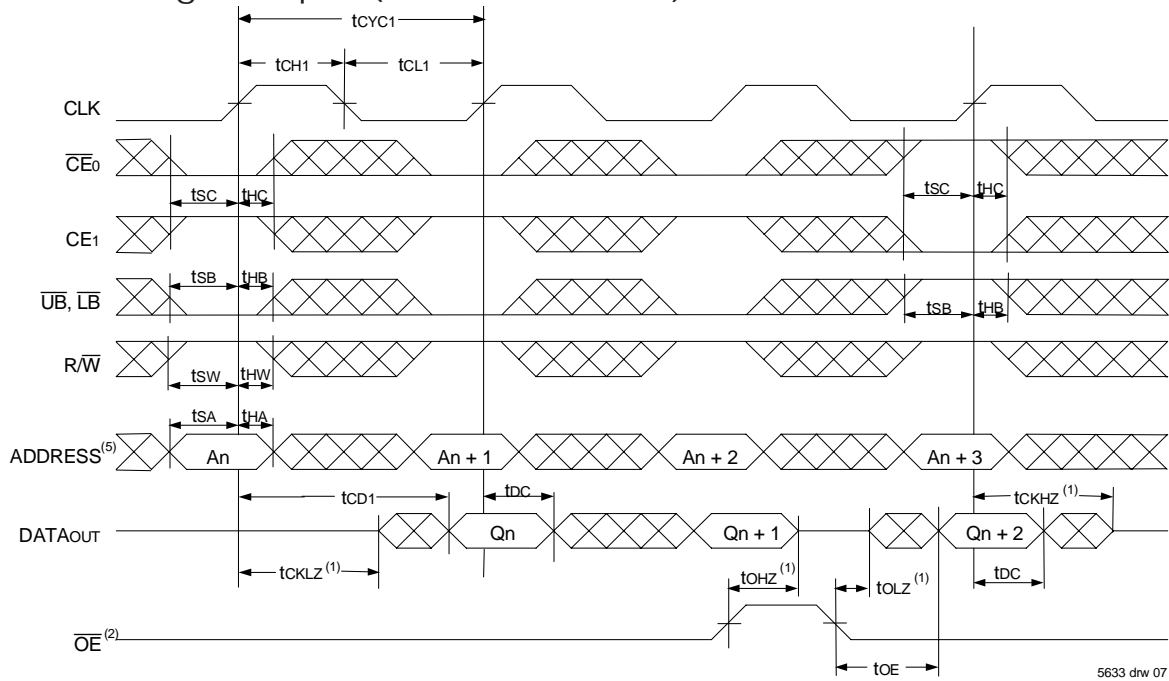 tCYC1
tCH1 tCL1
CLK
CE0
tSC tHC tSC tHC
CE1
tSB tHB
UB, LB
tSB tHB
R/W
tSW tHW
tSA tHA
ADDRESS(5) An An + 1 An + 2 An + 3
tCD1 tDC tCKHZ(1)
DATAOUT Qn Qn + 1 Qn + 2
tCKLZ(1) tOHZ(1) tOLZ(1) tDC
OE(2)
tOE
5633 drw 07